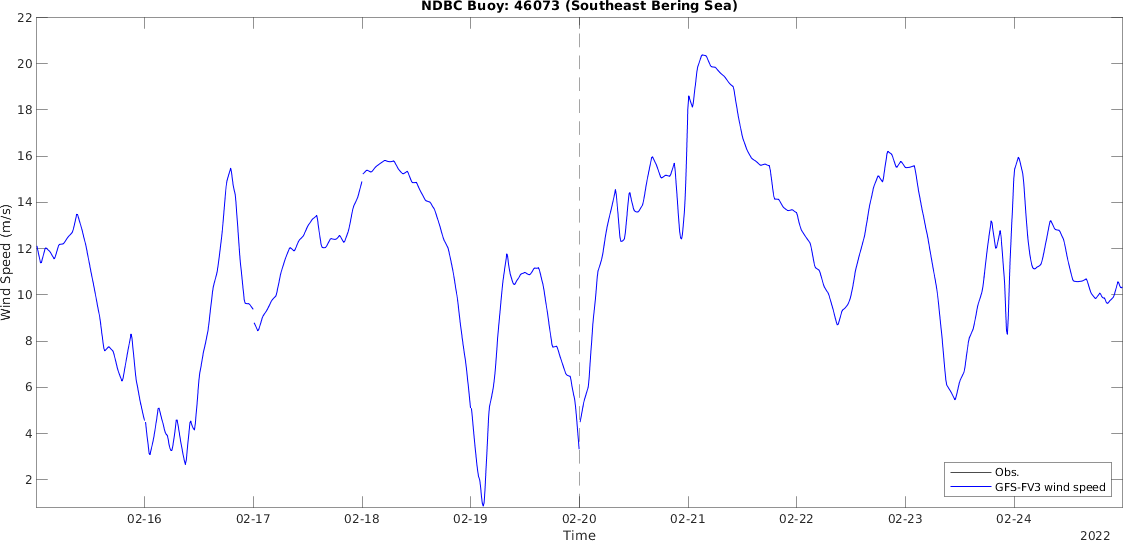 NDBC Buoy: 46073 (Southeast Bering Sea)
22
20
18
16
14
12
10
8
6
4
2
Wind Speed (m/s)
Obs.
GFS-FV3 wind speed
02-16 02-17 02-18 02-19 02-20 02-21 02-22 02-23 02-24
Time
2022